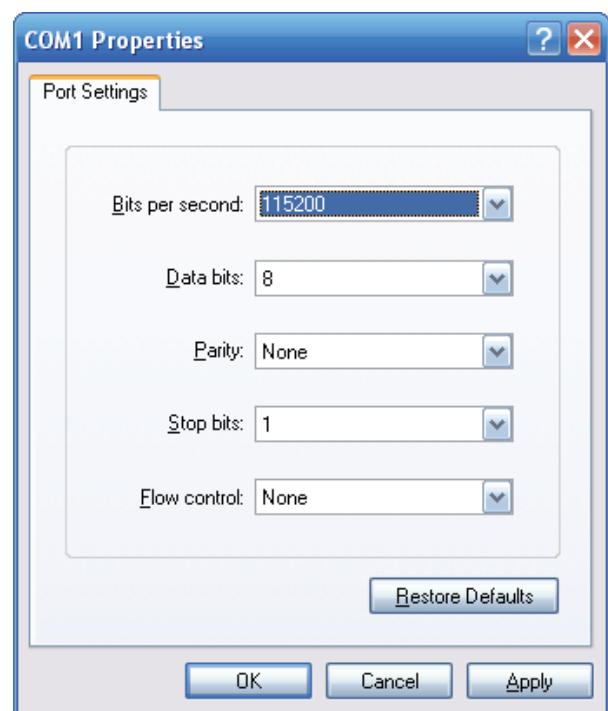 COM1 Properties
Port Settings
Bits per second: 115200
Data bits: 8
Parity: None
Stop bits: 1
Flow control: None
Restore Defaults
OK Cancel Apply